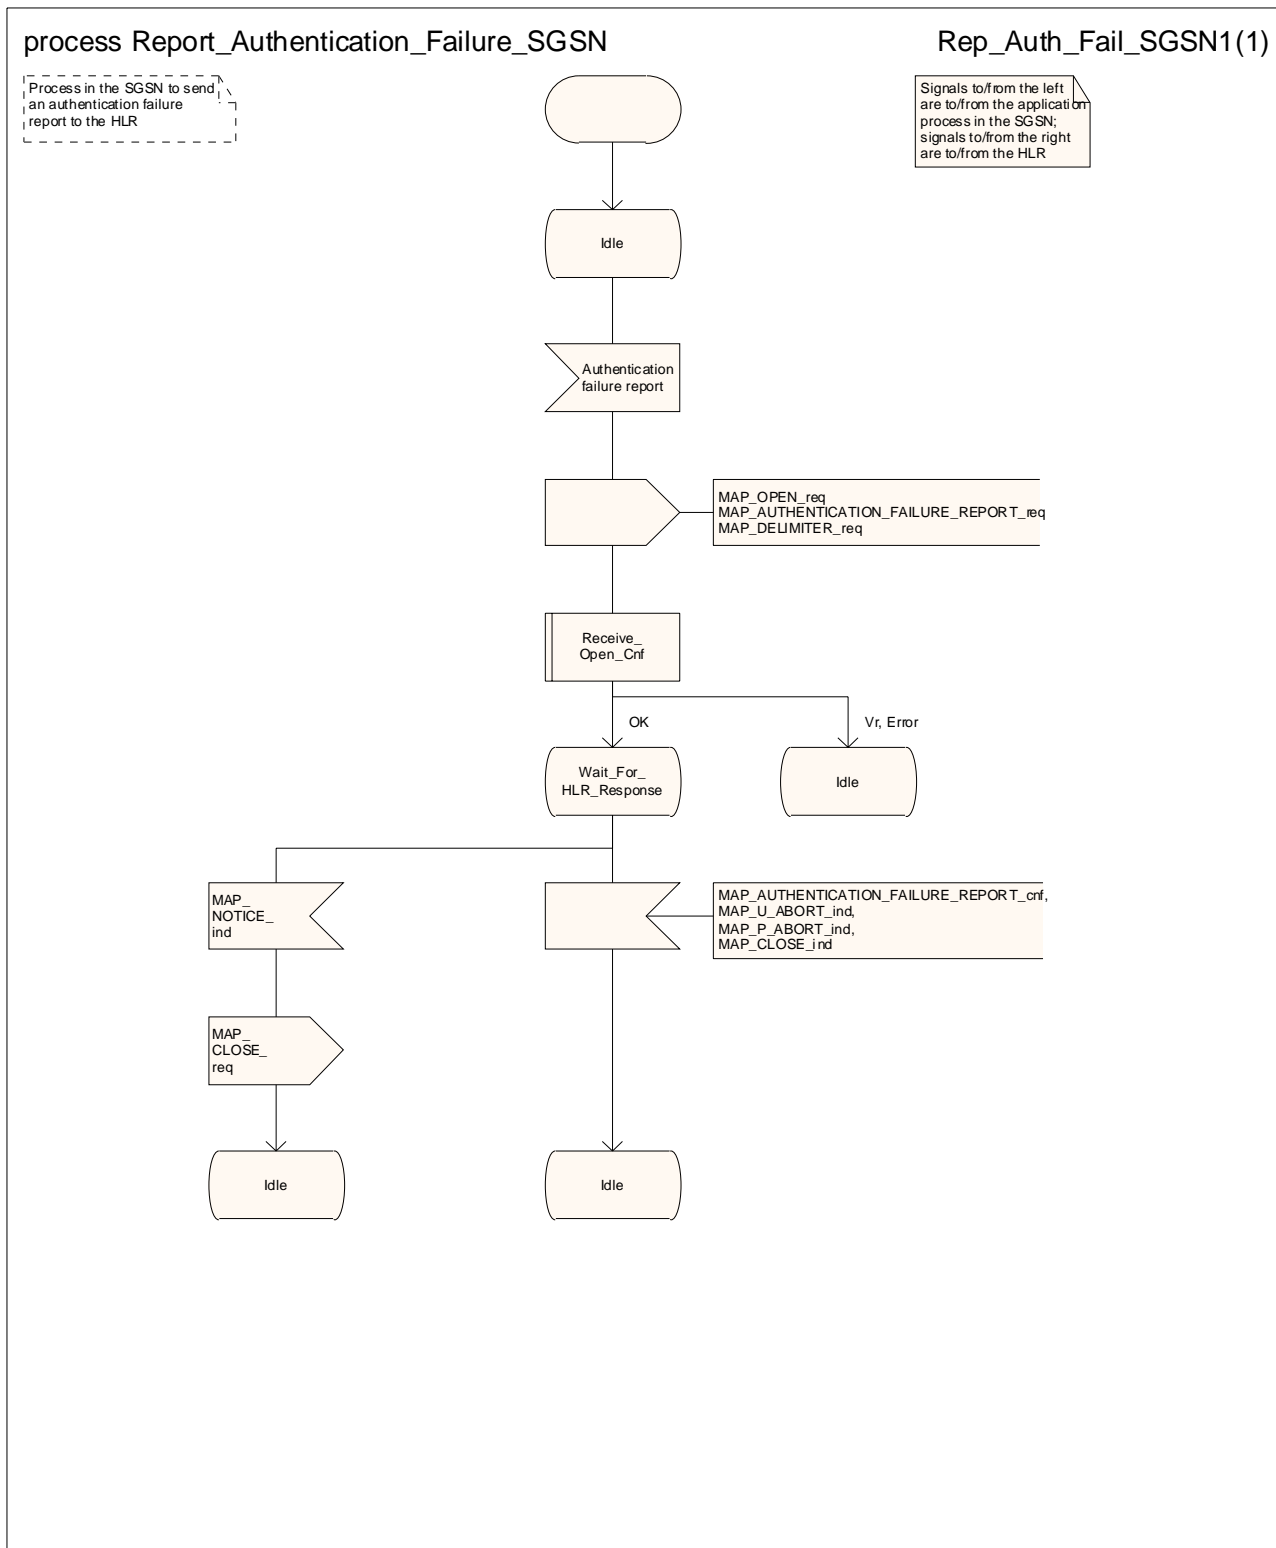 process Report_Authentication_Failure_SGSN
Rep_Auth_Fail_SGSN1(1)
Process in the SGSN to send
an authentication failure
report to the HLR
Signals to/from the left
are to/from the application
process in the SGSN;
signals to/from the right
are to/from the HLR
Idle
Authentication
failure report
MAP_OPEN_req
MAP_AUTHENTICATION_FAILURE_REPORT_req
MAP_DELIMITER_req
Receive_
Open_Cnf
OK
Vr, Error
Wait_For_
HLR_Response
Idle
MAP_
NOTICE_
ind
MAP_AUTHENTICATION_FAILURE_REPORT_cnf,
MAP_U_ABORT_ind,
MAP_P_ABORT_ind,
MAP_CLOSE_ind
MAP_
CLOSE_
req
Idle
Idle